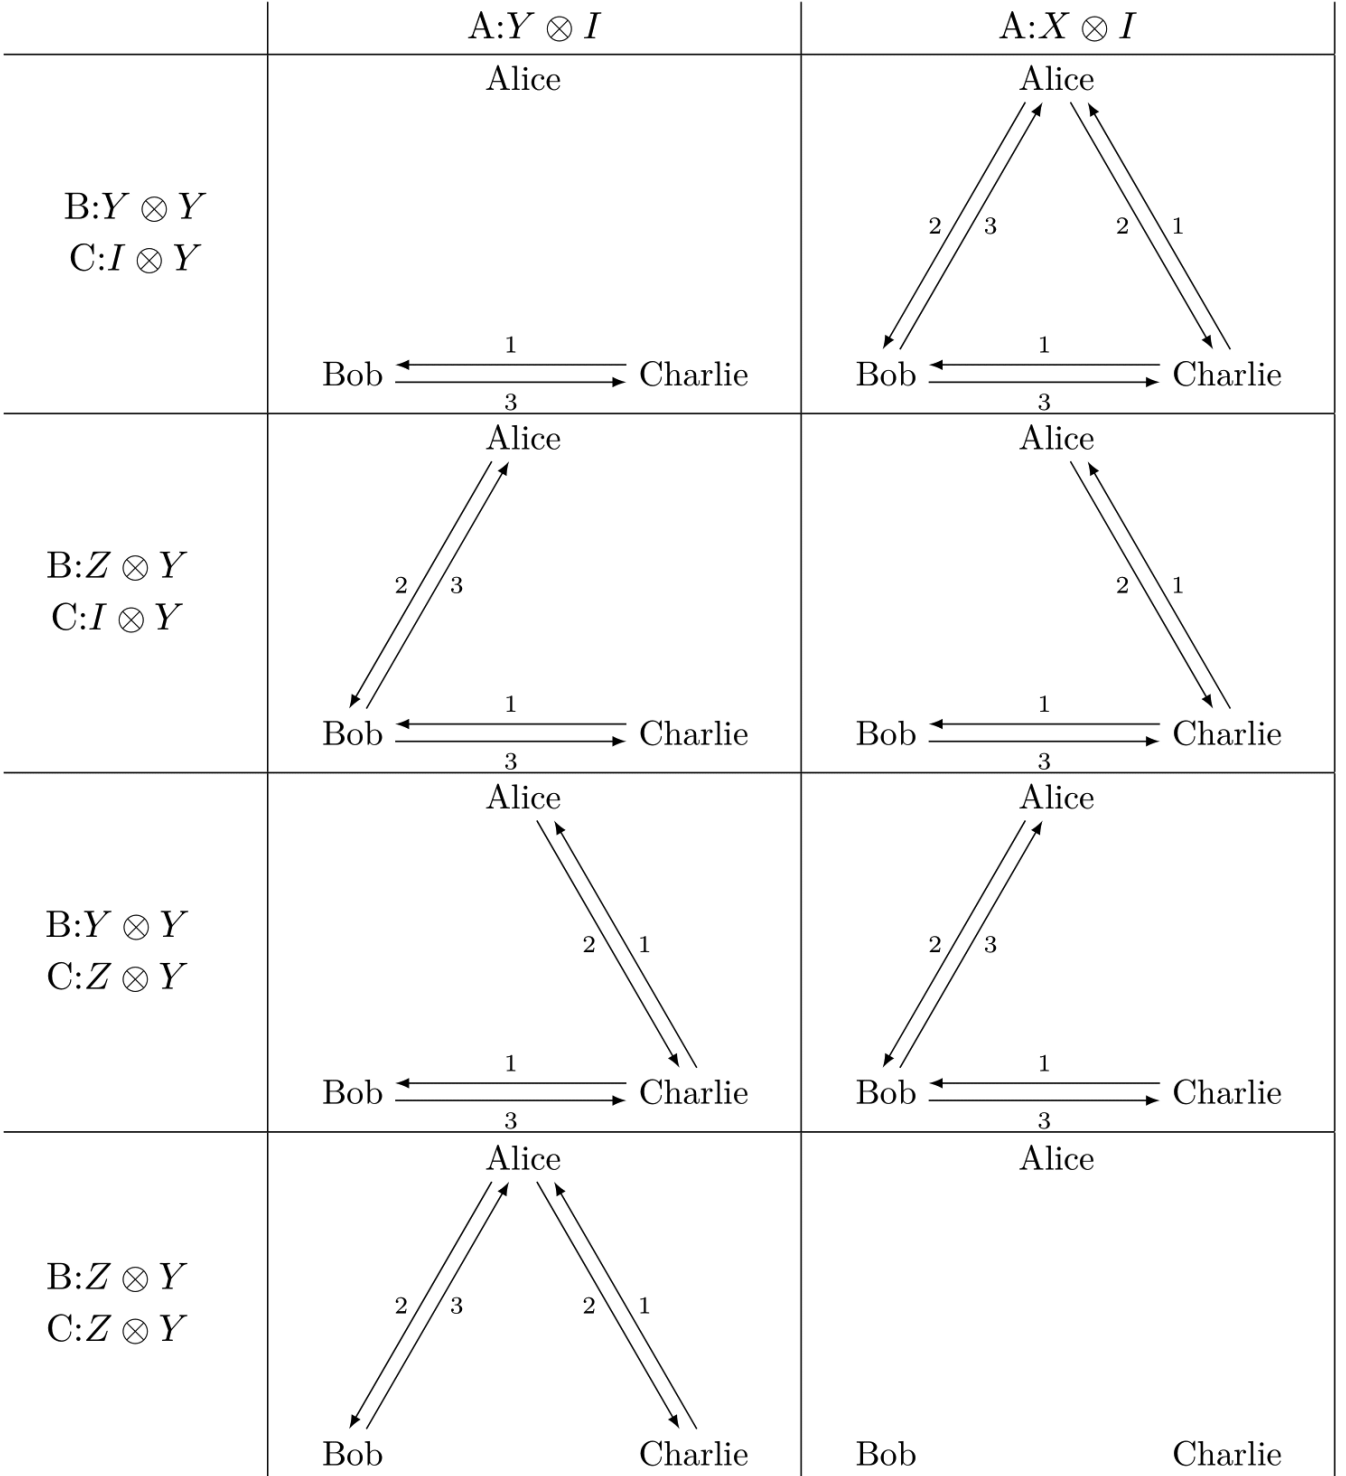 A:Y ⊗ I
A:X ⊗ I
B:Y ⊗ Y
C:I ⊗ Y
Alice
2 3
2 1
Bob
1
3
Charlie
Alice
Bob
1
3
Charlie
B:Z ⊗ Y
C:I ⊗ Y
Alice
2 3
Bob
1
3
Charlie
Alice
2 1
Bob
1
3
Charlie
B:Y ⊗ Y
C:Z ⊗ Y
Alice
2 1
Bob
1
3
Charlie
Alice
2 3
Bob
1
3
Charlie
B:Z ⊗ Y
C:Z ⊗ Y
Alice
2 3
2 1
Bob
Charlie
Alice
Bob
Charlie